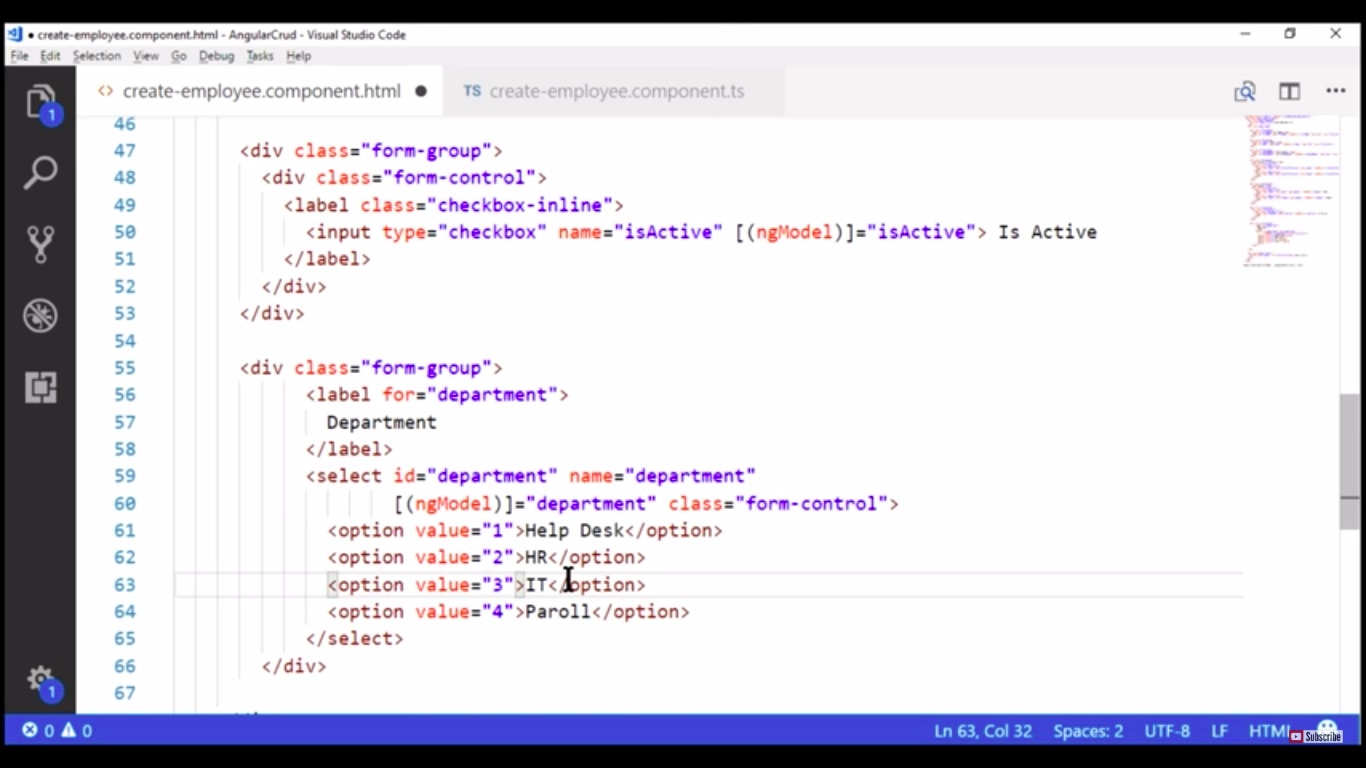 ● create-employee.component.html - AngularCrud - Visual Studio Code
File Edit Selection View Go Debug Tasks Help
<> create-employee.component.html ● TS create-employee.component.ts ...
1
46
47 <div class="form-group">
48 <div class="form-control">
49 <label class="checkbox-inline">
50 <input type="checkbox" name="isActive" [(ngModel)]="isActive"> Is Active
51 </label>
52 </div>
53 </div>
54
55 <div class="form-group">
56 <label for="department">
57 Department
58 </label>
59 <select id="department" name="department"
60 [(ngModel)]="department" class="form-control">
61 <option value="1">Help Desk</option>
62 <option value="2">HR</option>
63 <option value="3">IT</option>
64 <option value="4">Paroll</option>
65 </select>
66 </div>
67
1
0 0 Ln 63, Col 32 Spaces: 2 UTF-8 LF HTML
Subscribe